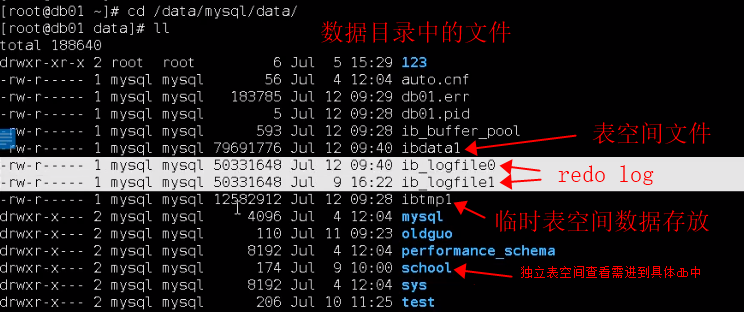 [root@db01 ~]# cd /data/mysql/data/
[root@db01 data]# ll
total 188640
数据目录中的文件
drwxr-xr-x 2 root  root         6 Jul  5 15:29 123
-rw-r----- 1 mysql mysql       56 Jul  4 12:04 auto.cnf
-rw-r----- 1 mysql mysql   183785 Jul 12 09:29 db01.err
-rw-r----- 1 mysql mysql        5 Jul 12 09:28 db01.pid
-rw-r----- 1 mysql mysql      593 Jul 12 09:28 ib_buffer_pool
-rw-r----- 1 mysql mysql 79691776 Jul 12 09:40 ibdata1 表空间文件
-rw-r----- 1 mysql mysql 50331648 Jul 12 09:40 ib_logfile0
redo log
-rw-r----- 1 mysql mysql 50331648 Jul  9 16:22 ib_logfile1
-rw-r----- 1 mysql mysql 12582912 Jul 12 09:28 ibtmp1
临时表空间数据存放
drwxr-x--- 2 mysql mysql     4096 Jul  4 12:04 mysql
drwxr-x--- 2 mysql mysql      110 Jul 11 09:23 oldguo
drwxr-x--- 2 mysql mysql     8192 Jul  4 12:04 performance_schema
drwxr-x--- 2 mysql mysql      174 Jul  9 10:00 school 独立表空间查看需进到具体中
drwxr-x--- 2 mysql mysql     8192 Jul  4 12:04 sys
drwxr-x--- 2 mysql mysql      206 Jul 10 11:25 test